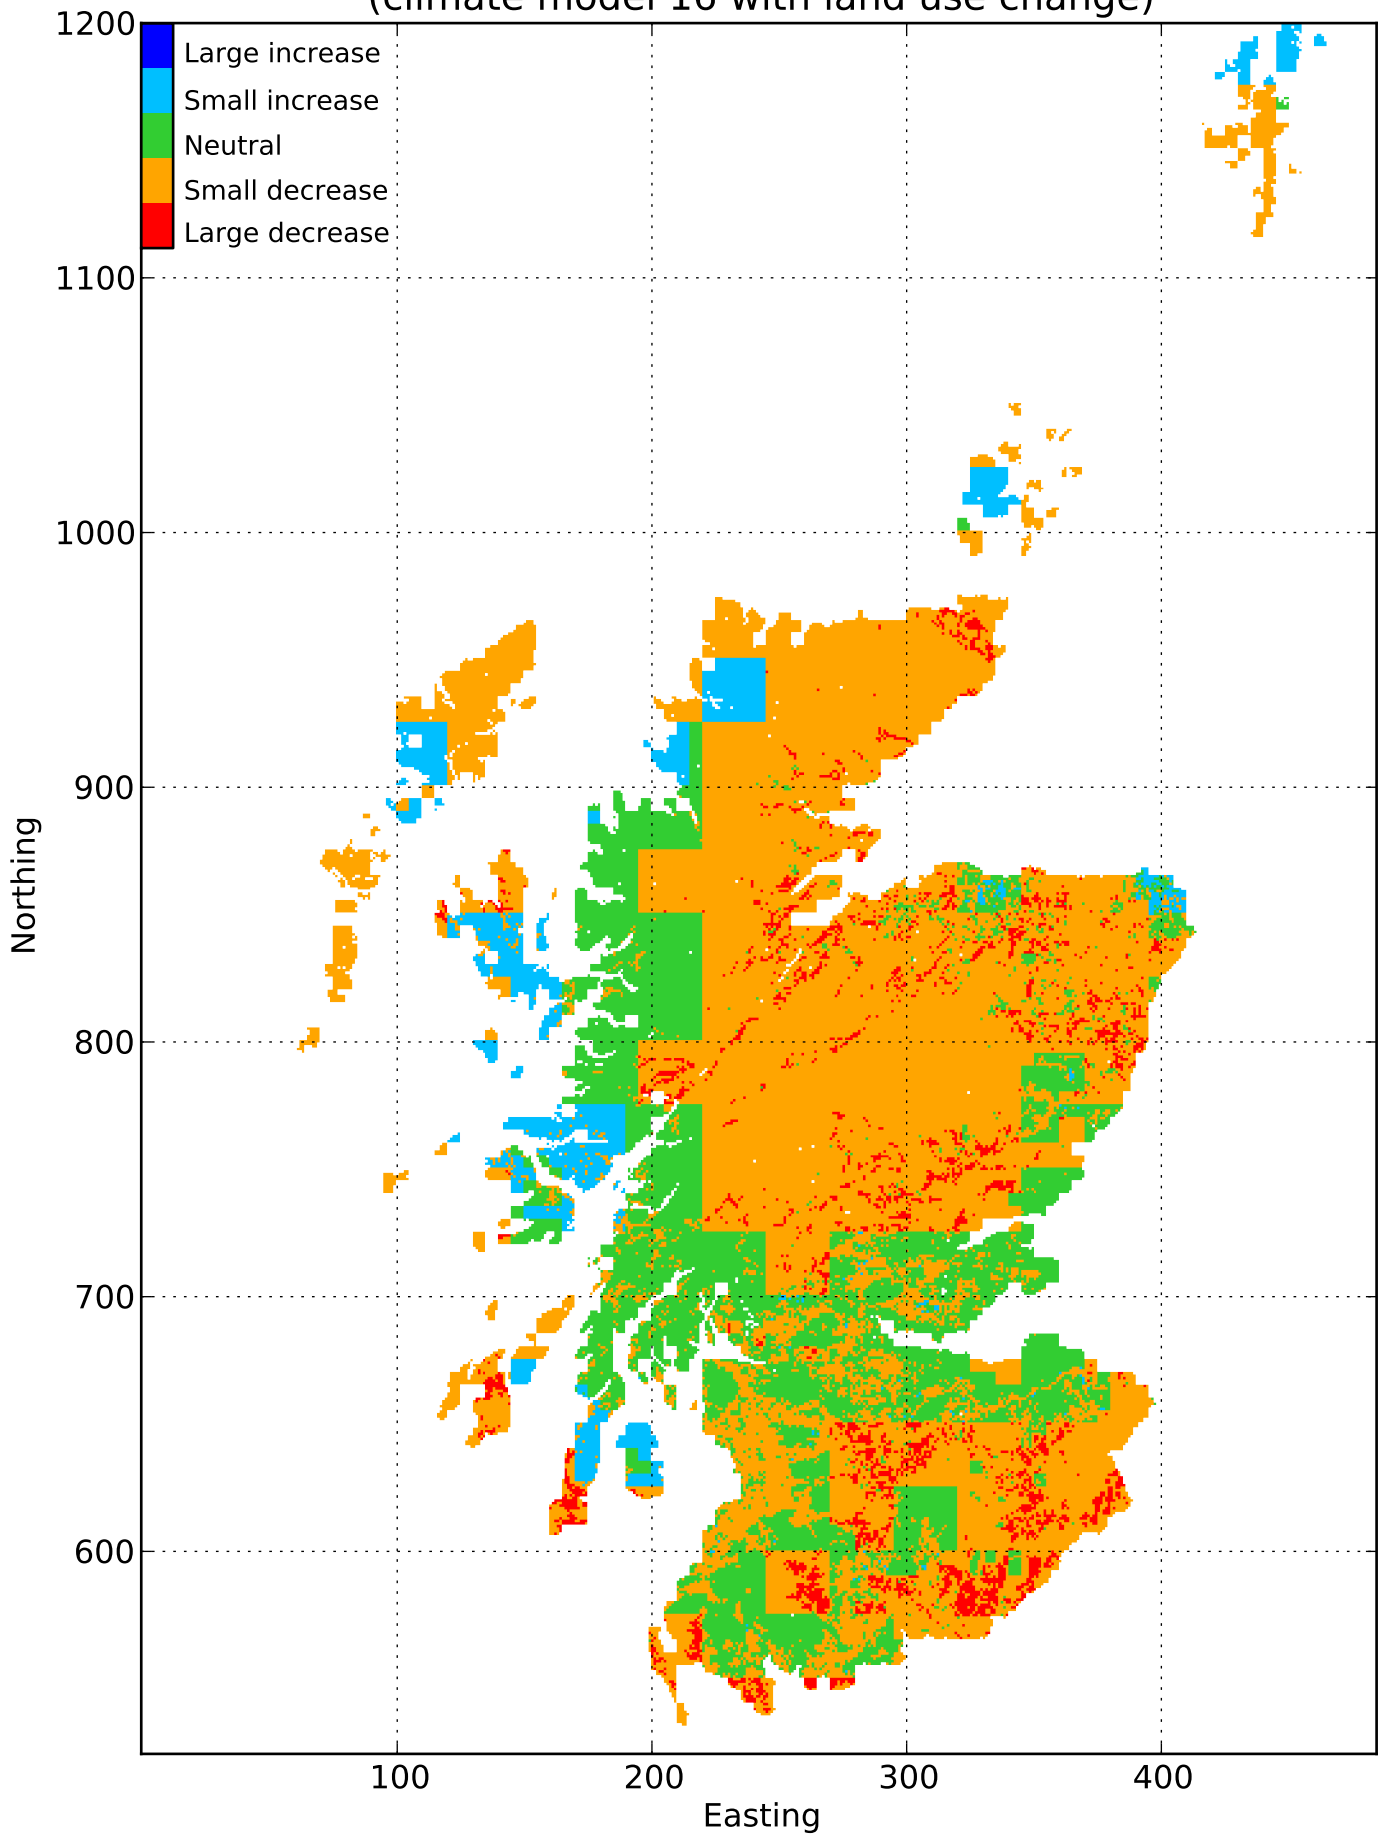 (climate model 16 with land use change)
1200
Large increase
Small increase
Neutral
Small decrease
Large decrease
1100
1000
900
800
700
600
Northing
100 200 300 400
Easting